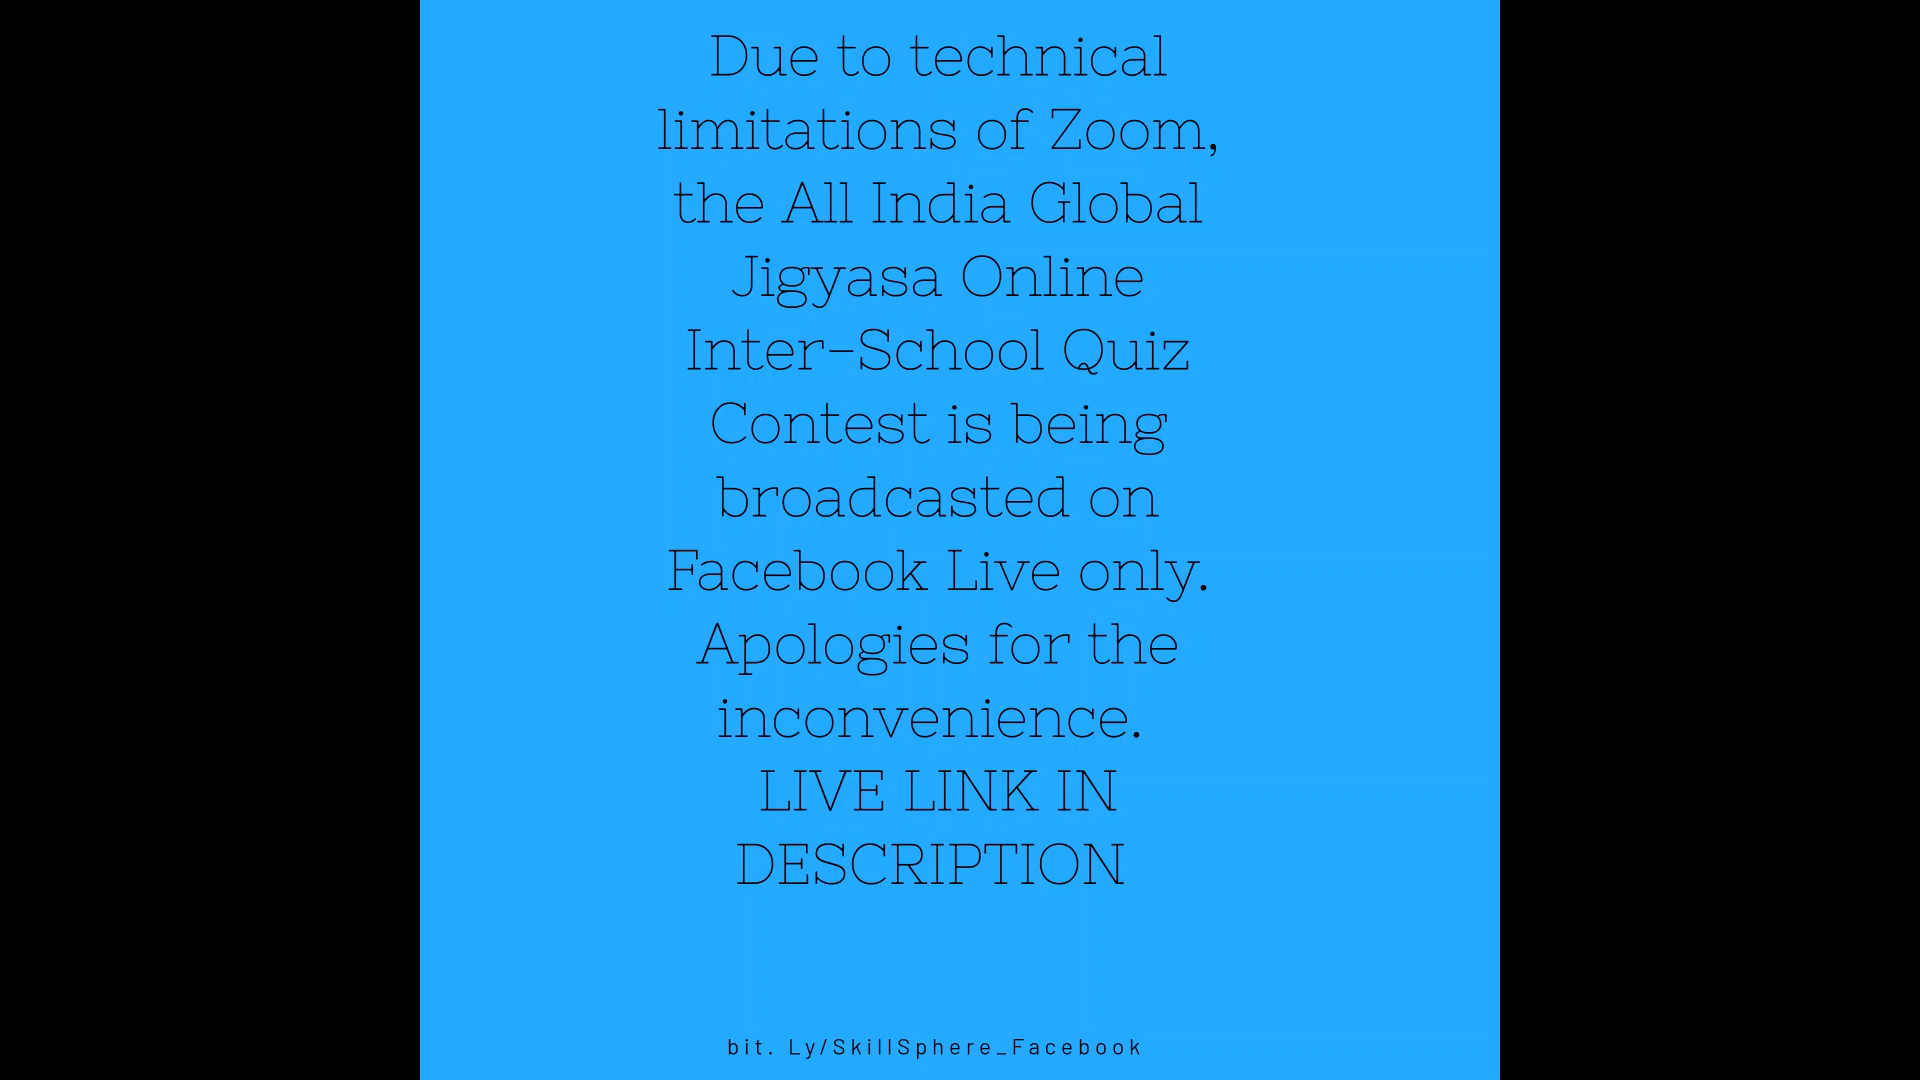 Due to technical
limitations of Zoom,
the All India Global
Jigyasa Online
Inter-School Quiz
Contest is being
broadcasted on
Facebook Live only.
Apologies for the
inconvenience.
LIVE LINK IN
DESCRIPTION
bit. Ly/SkillSphere_Facebook